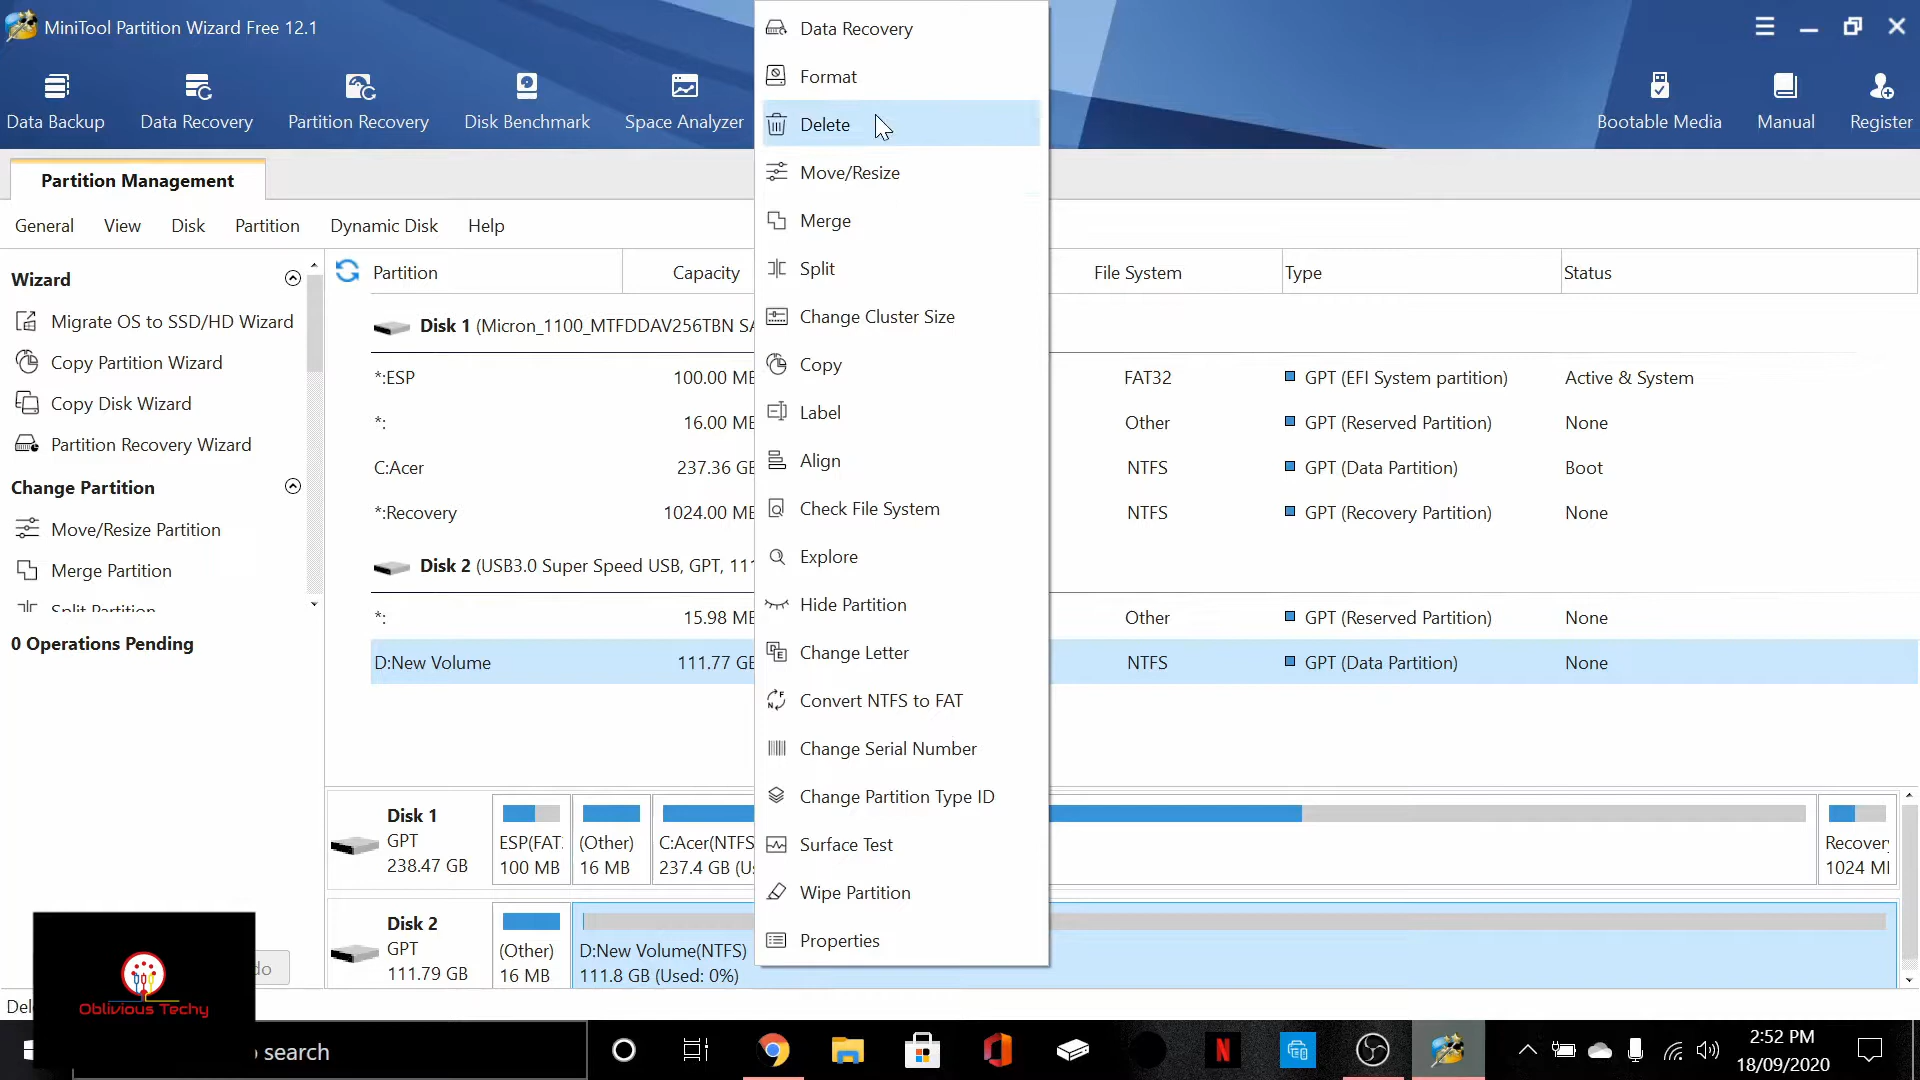 MiniTool Partition Wizard Free 12.1
Data Backup
Data Recovery
Partition Recovery
Disk Benchmark
Space Analyzer
Bootable Media
Manual
Register
Partition Management
General View Disk Partition Dynamic Disk Help
Wizard
Migrate OS to SSD/HD Wizard
Copy Partition Wizard
Copy Disk Wizard
Partition Recovery Wizard
Change Partition
Move/Resize Partition
Merge Partition
Split Partition
0 Operations Pending
Partition Capacity File System Type Status
Disk 1 (Micron_1100_MTFDDAV256TBN SA
*:ESP 100.00 MB FAT32 GPT (EFI System partition) Active & System
*: 16.00 MB Other GPT (Reserved Partition) None
C:Acer 237.36 GB NTFS GPT (Data Partition) Boot
*:Recovery 1024.00 MB NTFS GPT (Recovery Partition) None
Disk 2 (USB3.0 Super Speed USB, GPT, 111
*: 15.98 MB Other GPT (Reserved Partition) None
D:New Volume 111.77 GB NTFS GPT (Data Partition) None
Data Recovery
Format
Delete
Move/Resize
Merge
Split
Change Cluster Size
Copy
Label
Align
Check File System
Explore
Hide Partition
Change Letter
Convert NTFS to FAT
Change Serial Number
Change Partition Type ID
Surface Test
Wipe Partition
Properties
Disk 1
GPT
238.47 GB
ESP(FAT
100 MB
(Other)
16 MB
C:Acer(NTFS
237.4 GB (Us
Recovery
1024 MI
Disk 2
GPT
111.79 GB
(Other)
16 MB
D:New Volume(NTFS)
111.8 GB (Used: 0%)
do
Del
Oblivious Techy
search
2:52 PM
18/09/2020